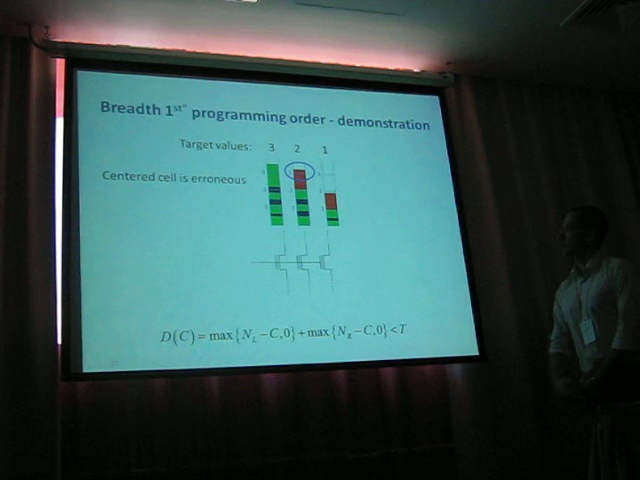 Breadth 1st" programming order - demonstration
Target values: 3 2 1
Centered cell is erroneous
D(C) = max{N_L − C,0} + max{N_R − C,0} < T